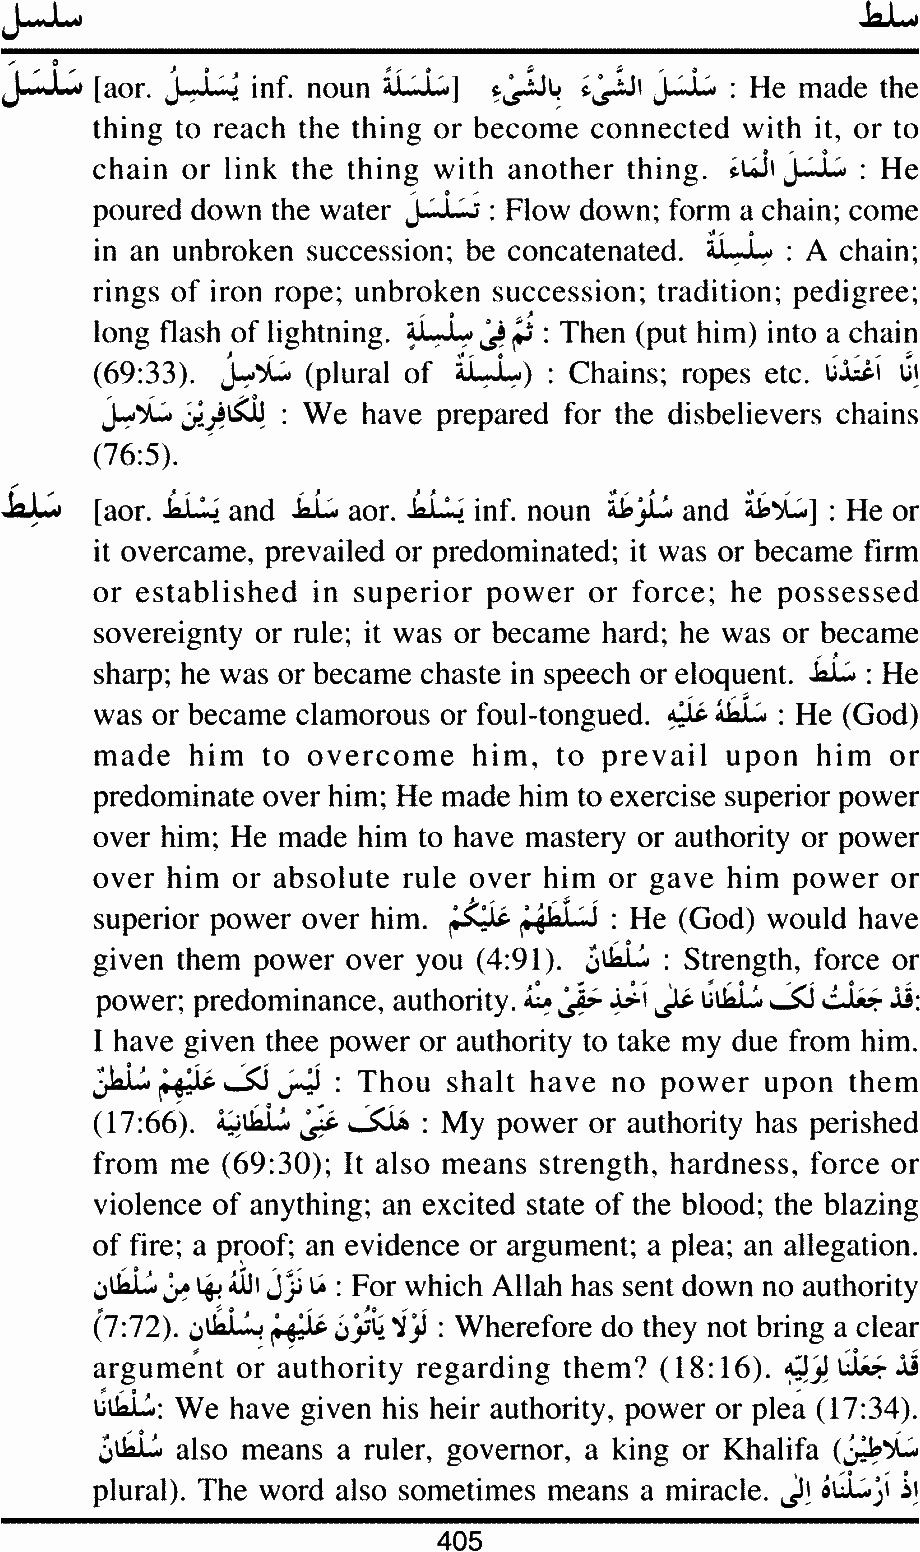 سلسل سلط
سَلْسَلَ [aor. يُسَلْسِلُ inf. noun سَلْسَلَةً] سَلْسَلَ الشَّیْءَ بِالشَّیْءِ : He made the
thing to reach the thing or become connected with it, or to
chain or link the thing with another thing. سَلْسَلَ الْمَاءَ : He
poured down the water تَسَلْسَلَ : Flow down; form a chain; come
in an unbroken succession; be concatenated. سِلْسِلَةٌ : A chain;
rings of iron rope; unbroken succession; tradition; pedigree;
long flash of lightning. ثُمَّ فِیْ سِلْسِلَةٍ : Then (put him) into a chain
(69:33). سَلَاسِلُ (plural of سِلْسِلَةٌ) : Chains; ropes etc. اِنَّا اَعْتَدْنَا
لِلْكَافِرِيْنَ سَلَاسِلَ : We have prepared for the disbelievers chains
(76:5).
سَلِطَ [aor. يَسْلَطُ and سَلُطَ aor. يَسْلُطُ inf. noun سُلُوْطَةٌ and سَلَاطَةٌ] : He or
it overcame, prevailed or predominated; it was or became firm
or established in superior power or force; he possessed
sovereignty or rule; it was or became hard; he was or became
sharp; he was or became chaste in speech or eloquent. سَلُطَ : He
was or became clamorous or foul-tongued. سَلَّطَهُ عَلَيْهِ : He (God)
made him to overcome him, to prevail upon him or
predominate over him; He made him to exercise superior power
over him; He made him to have mastery or authority or power
over him or absolute rule over him or gave him power or
superior power over him. لَسَلَّطَهُمْ عَلَيْكُمْ : He (God) would have
given them power over you (4:91). سُلْطَانٌ : Strength, force or
power; predominance, authority. قَدْ جَعَلْتُ لَکَ سُلْطَانًا عَلٰی اَخْذِ حَقِّیْ مِنْهُ:
I have given thee power or authority to take my due from him.
لَيْسَ لَکَ عَلَيْهِمْ سُلْطٰنٌ : Thou shalt have no power upon them
(17:66). هَلَکَ عَنِّیْ سُلْطَانِيَهْ : My power or authority has perished
from me (69:30); It also means strength, hardness, force or
violence of anything; an excited state of the blood; the blazing
of fire; a proof; an evidence or argument; a plea; an allegation.
مَا نَزَّلَ اللّٰهُ بِهَا مِنْ سُلْطَانٍ : For which Allah has sent down no authority
(7:72). لَوْلَا يَاْتُوْنَ عَلَيْهِمْ بِسُلْطَانٍ : Wherefore do they not bring a clear
argument or authority regarding them? (18:16). قَدْ جَعَلْنَا لِوَلِيِّهٖ
سُلْطَانًا: We have given his heir authority, power or plea (17:34).
سُلْطَانٌ also means a ruler, governor, a king or Khalifa (سَلَاطِيْنُ
plural). The word also sometimes means a miracle. اِذْ اَرْسَلْنَاهُ اِلٰی
405